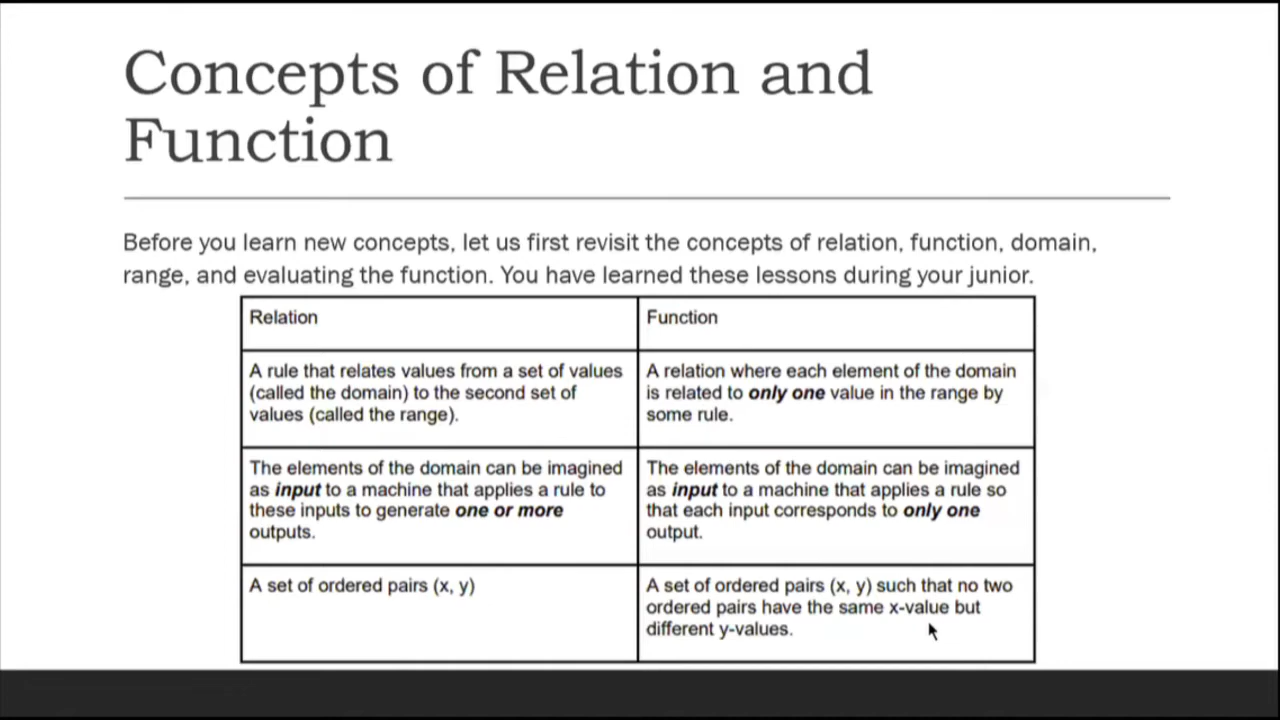 Concepts of Relation and
Function
Before you learn new concepts, let us first revisit the concepts of relation, function, domain,
range, and evaluating the function. You have learned these lessons during your junior.
Relation
Function
A rule that relates values from a set of values
(called the domain) to the second set of
values (called the range).
A relation where each element of the domain
is related to only one value in the range by
some rule.
The elements of the domain can be imagined
as input to a machine that applies a rule to
these inputs to generate one or more
outputs.
The elements of the domain can be imagined
as input to a machine that applies a rule so
that each input corresponds to only one
output.
A set of ordered pairs (x, y)
A set of ordered pairs (x, y) such that no two
ordered pairs have the same x-value but
different y-values.